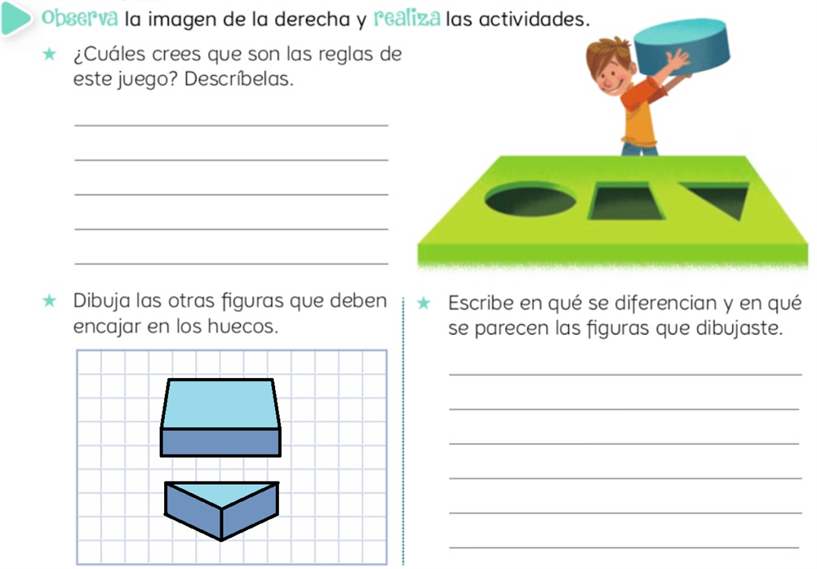 Observa la imagen de la derecha y realiza las actividades.
¿Cuáles crees que son las reglas de
este juego? Descríbelas.
Dibuja las otras figuras que deben
encajar en los huecos.
Escribe en qué se diferencian y en qué
se parecen las figuras que dibujaste.